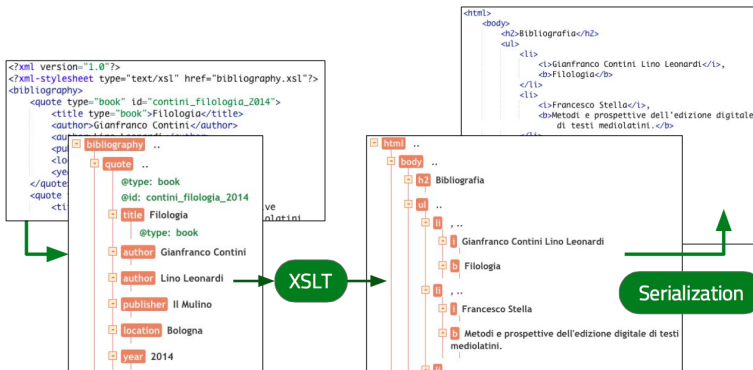 <?xml version="1.0"?>
<?xml-stylesheet type="text/xsl" href="bibliography.xsl"?>
<bibliography>
<quote type="book" id="contini_filologia_2014">
<title type="book">Filologia</title>
<author>Gianfranco Contini</author>
</quote>
<quote
bibliography ..
quote ..
@type: book
@id: contini_filologia_2014
title Filologia
@type: book
author Gianfranco Contini
author Lino Leonardi
publisher Il Mulino
location Bologna
year 2014
XSLT
<html>
<body>
<h2>Bibliografia</h2>
<ul>
<li>
<i>Gianfranco Contini Lino Leonardi</i>,
<b>Filologia</b>
</li>
<li>
<i>Francesco Stella</i>,
<b>Metodi e prospettive dell'edizione digitale
di testi mediolatini.</b>
html ..
body ..
h2 Bibliografia
ul ..
li , ..
i Gianfranco Contini Lino Leonardi
b Filologia
li , ..
i Francesco Stella
b Metodi e prospettive dell'edizione digitale di testi
mediolatini.
Serialization